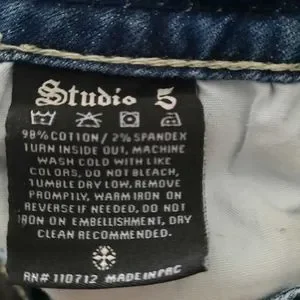 Studio 5
98% COTTON / 2% SPANDEX
TURN INSIDE OUT, MACHINE
WASH COLD WITH LIKE
COLORS, DO NOT BLEACH,
TUMBLE DRY LOW, REMOVE
PROMPTLY, WARM IRON ON
REVERSE IF NEEDED, DO NOT
IRON ON EMBELLISHMENT, DRY
CLEAN RECOMMENDED.
RN# 110712 MADE IN PRC